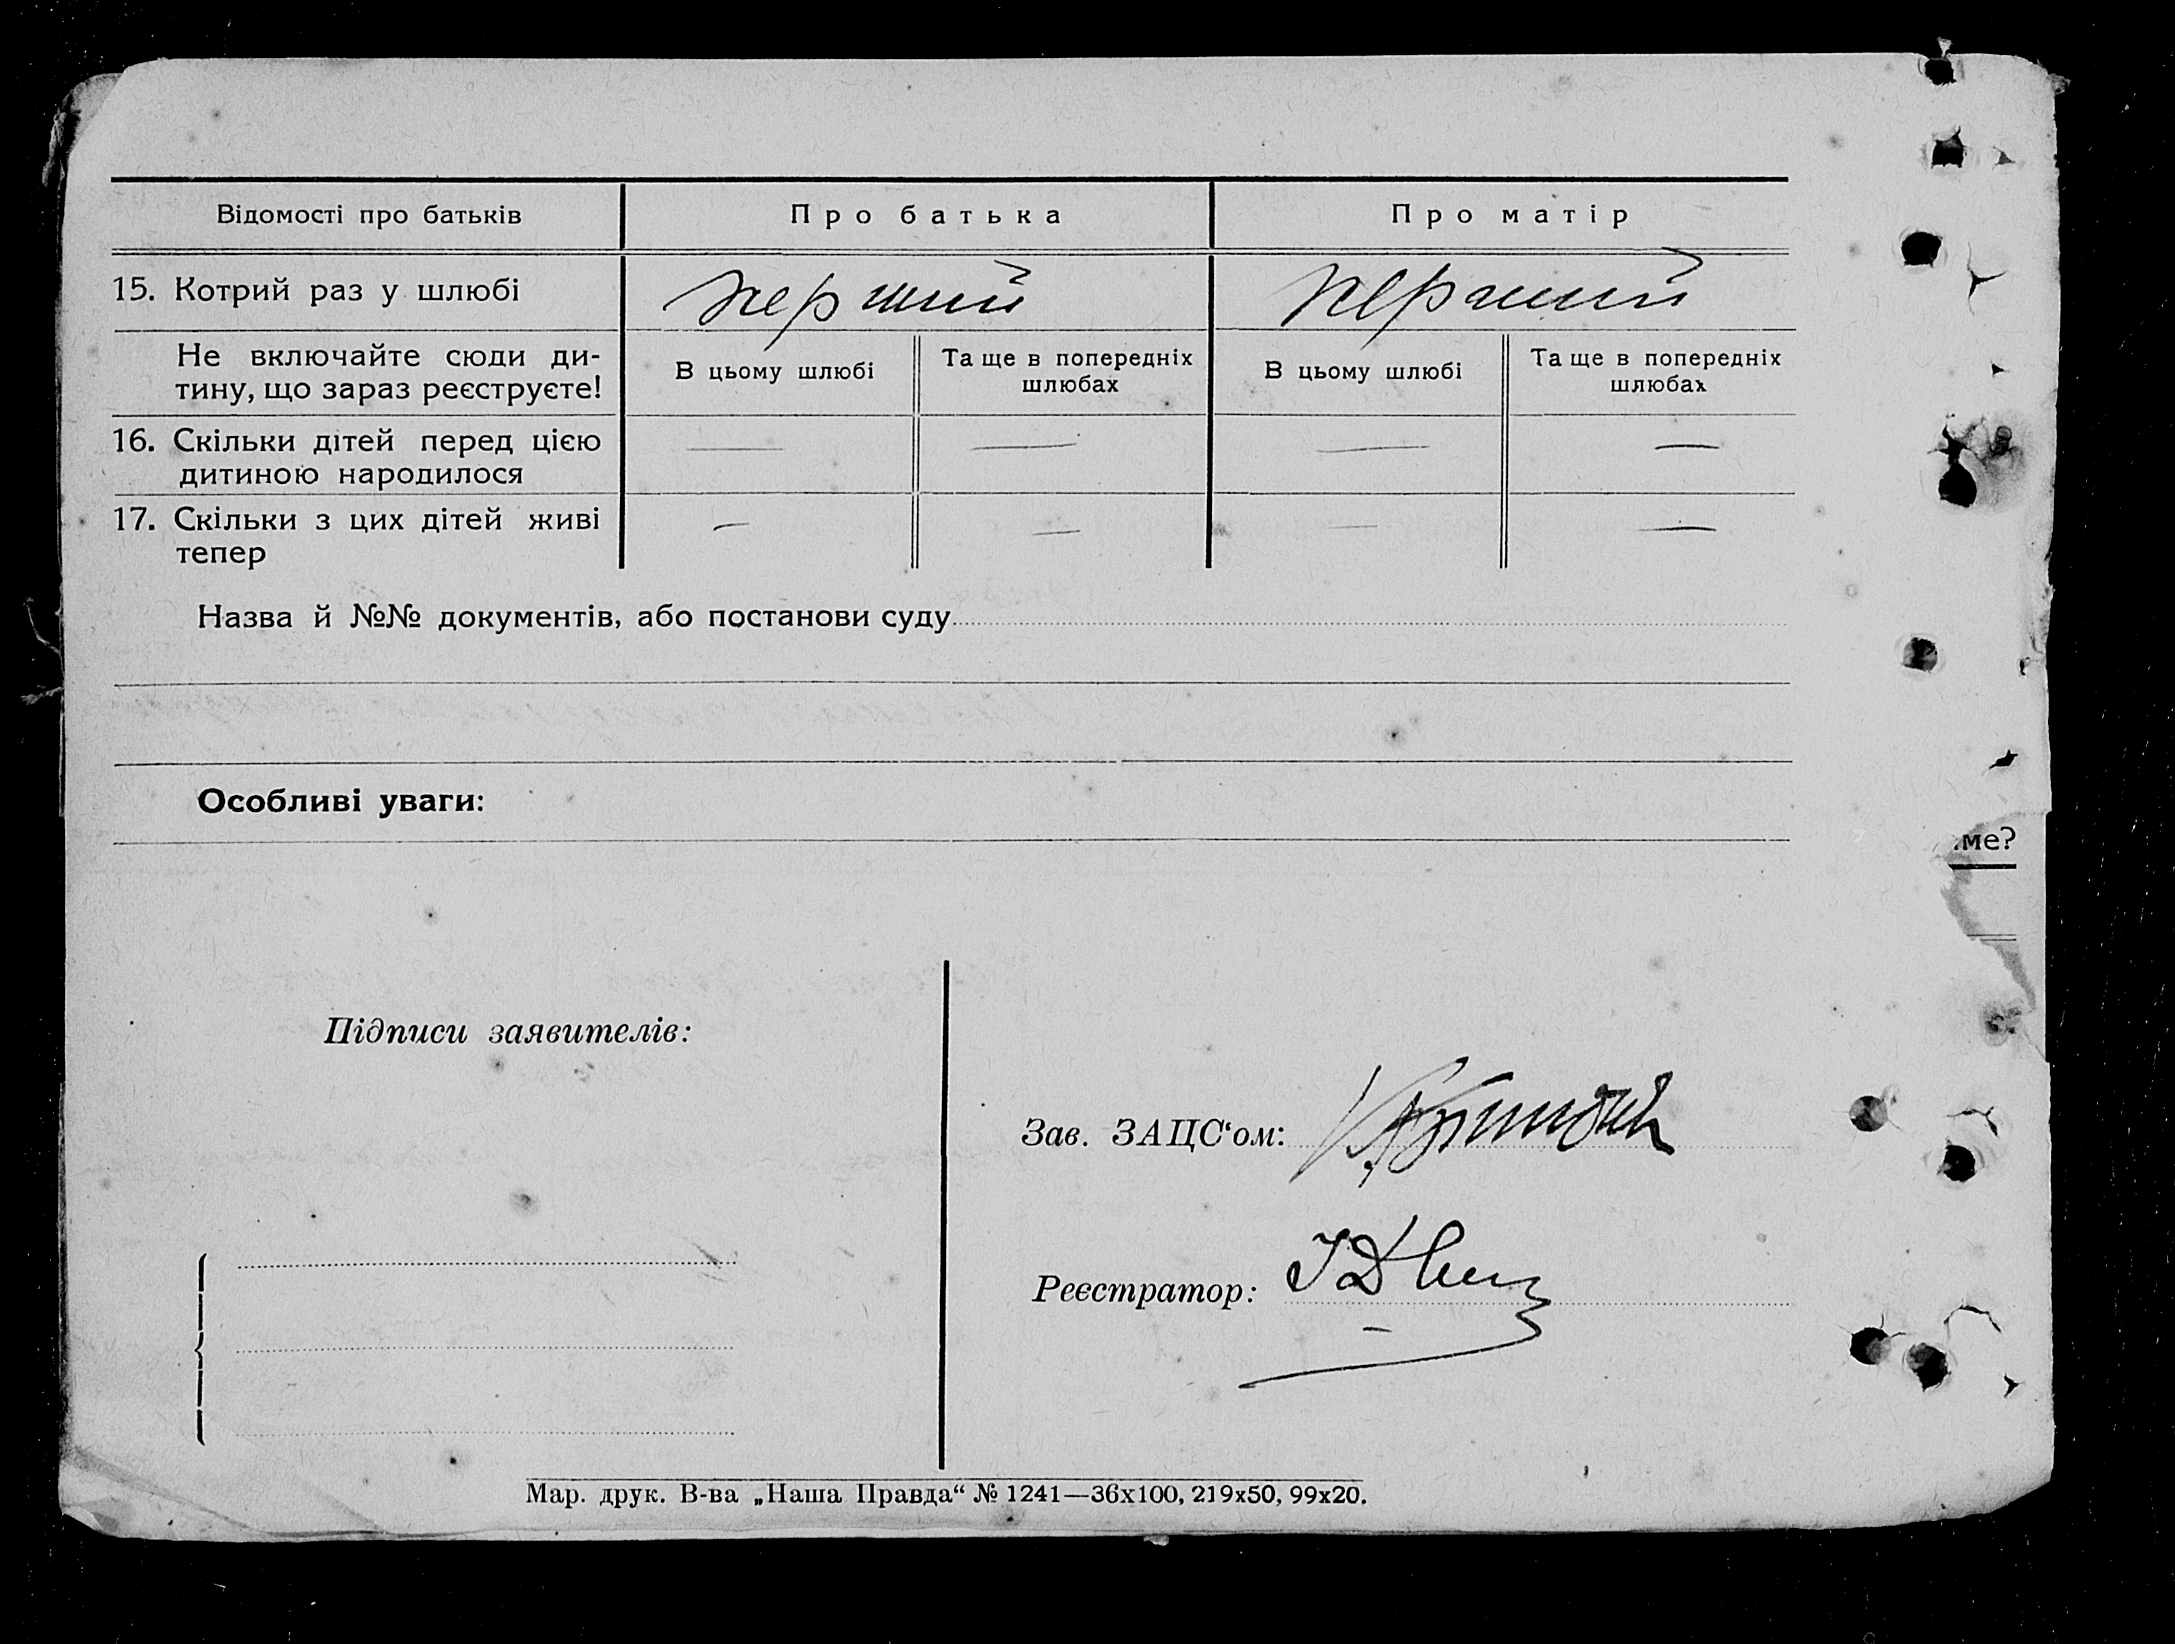 Відомості про батьків Про батька Про матір
15. Котрий раз у шлюбі перший перший
Не включайте сюди ди-
тину, що зараз реєструєте!
В цьому шлюбі
Та ще в попередніх
шлюбах
В цьому шлюбі
Та ще в попередніх
шлюбах
16. Скільки дітей перед цією
дитиною народилося
— — — —
17. Скільки з цих дітей живі
тепер
— — — —
Назва й №№ документів, або постанови суду
Особливі уваги:
ме?
Підписи заявителів:
Зав. ЗАЦС‘ом:
Реєстратор:
Мар. друк. В-ва „Наша Правда“ № 1241—36х100, 219х50, 99х20.